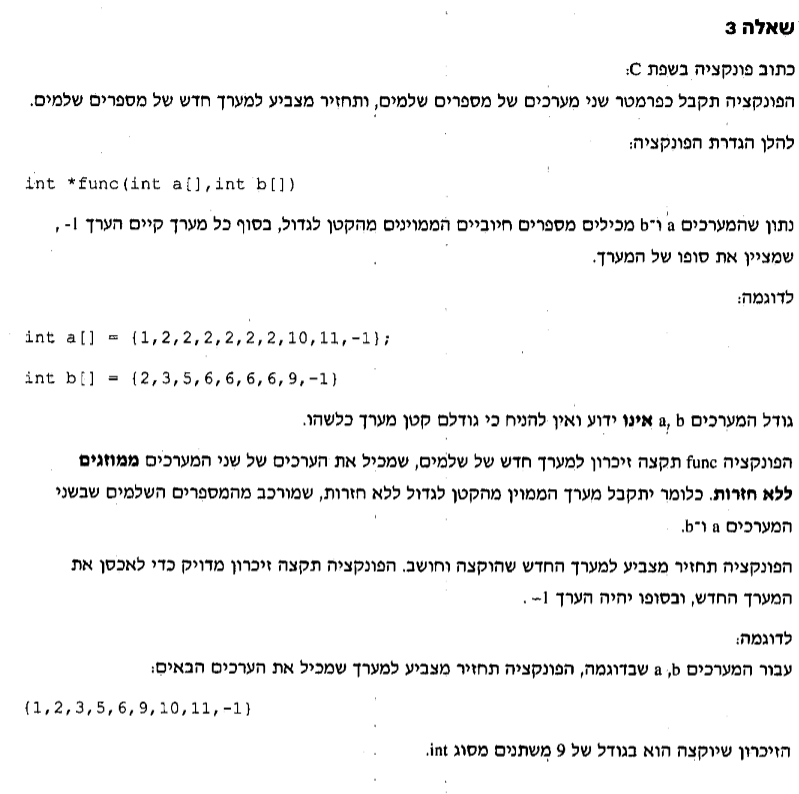 שאלה 3
כתוב פונקציה בשפת C:
הפונקציה תקבל כפרמטר שני מערכים של מספרים שלמים, ותחזיר מצביע למערך חדש של מספרים שלמים.
להלן הגדרת הפונקציה:
int *func(int a[],int b[])
נתון שהמערכים a ו־b מכילים מספרים חיוביים הממוינים מהקטן לגדול, בסוף כל מערך קיים הערך 1- ,
שמציין את סופו של המערך.
לדוגמה:
int a[] = {1,2,2,2,2,2,2,10,11,-1};
int b[] = {2,3,5,6,6,6,6,9,-1}
גודל המערכים a, b אינו ידוע ואין להניח כי גודלם קטן מערך כלשהו.
הפונקציה func תקצה זיכרון למערך חדש של שלמים, שמכיל את הערכים של שני המערכים ממוזגים
ללא חזרות. כלומר יתקבל מערך הממוין מהקטן לגדול ללא חזרות, שמורכב מהמספרים השלמים שבשני
המערכים a ו־b.
הפונקציה תחזיר מצביע למערך החדש שהוקצה וחושב. הפונקציה תקצה זיכרון מדויק כדי לאכסן את
המערך החדש, ובסופו יהיה הערך 1- .
לדוגמה:
עבור המערכים a ,b שבדוגמה, הפונקציה תחזיר מצביע למערך שמכיל את הערכים הבאים:
{1,2,3,5,6,9,10,11,-1}
הזיכרון שיוקצה הוא בגודל של 9 משתנים מסוג int.